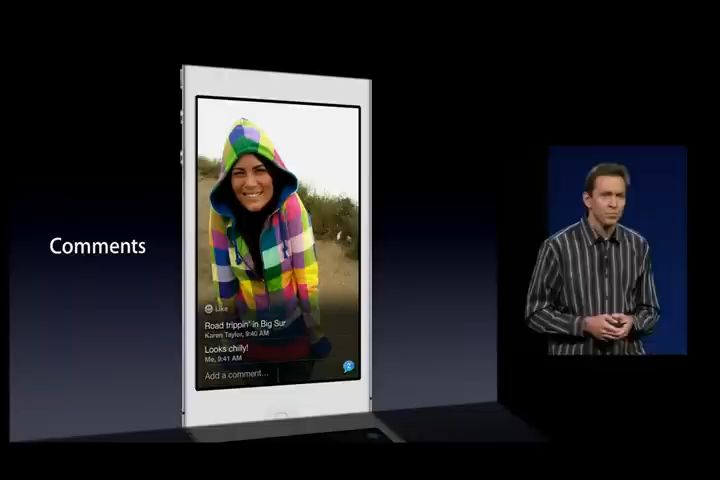 Comments
Like
Road trippin' in Big Sur
Karen Taylor, 9:40 AM
Looks chilly!
Me, 9:41 AM
Add a comment...
2